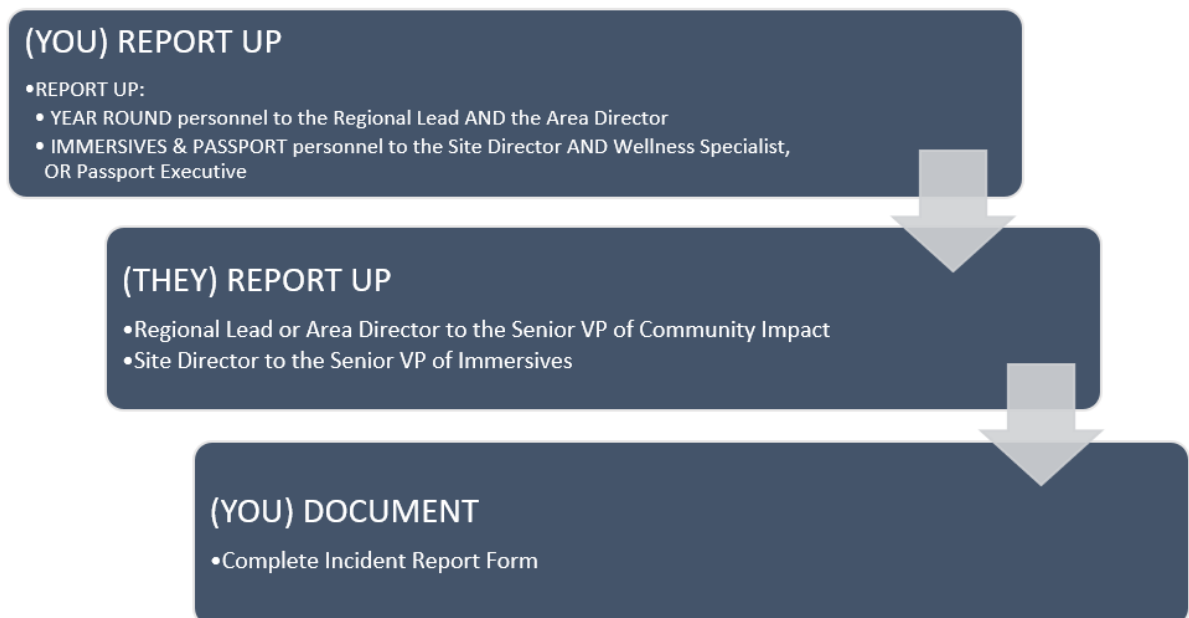 (YOU) REPORT UP
•REPORT UP:
• YEAR ROUND personnel to the Regional Lead AND the Area Director
• IMMERSIVES & PASSPORT personnel to the Site Director AND Wellness Specialist,
OR Passport Executive
(THEY) REPORT UP
•Regional Lead or Area Director to the Senior VP of Community Impact
•Site Director to the Senior VP of Immersives
(YOU) DOCUMENT
•Complete Incident Report Form